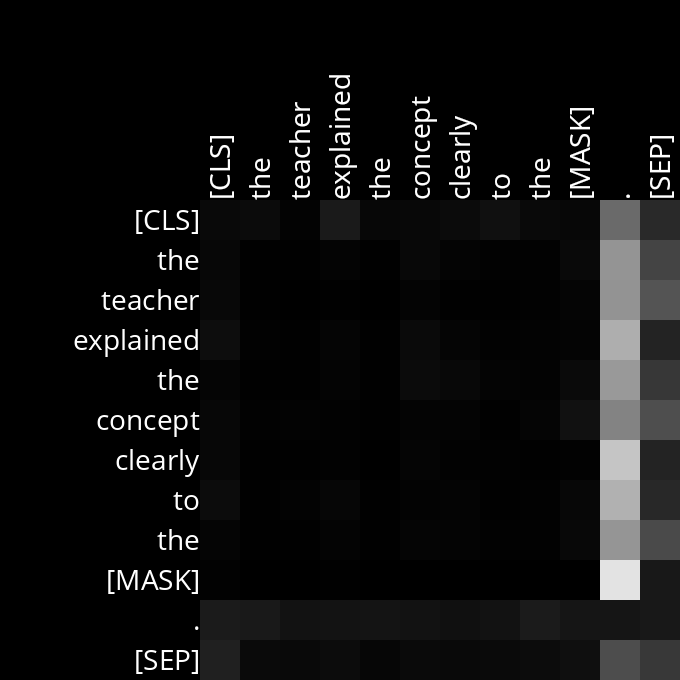 [CLS]
the
teacher
explained
the
concept
clearly
to
the
[MASK]
.
[SEP]
[CLS]
the
teacher
explained
the
concept
clearly
to
the
[MASK]
.
[SEP]